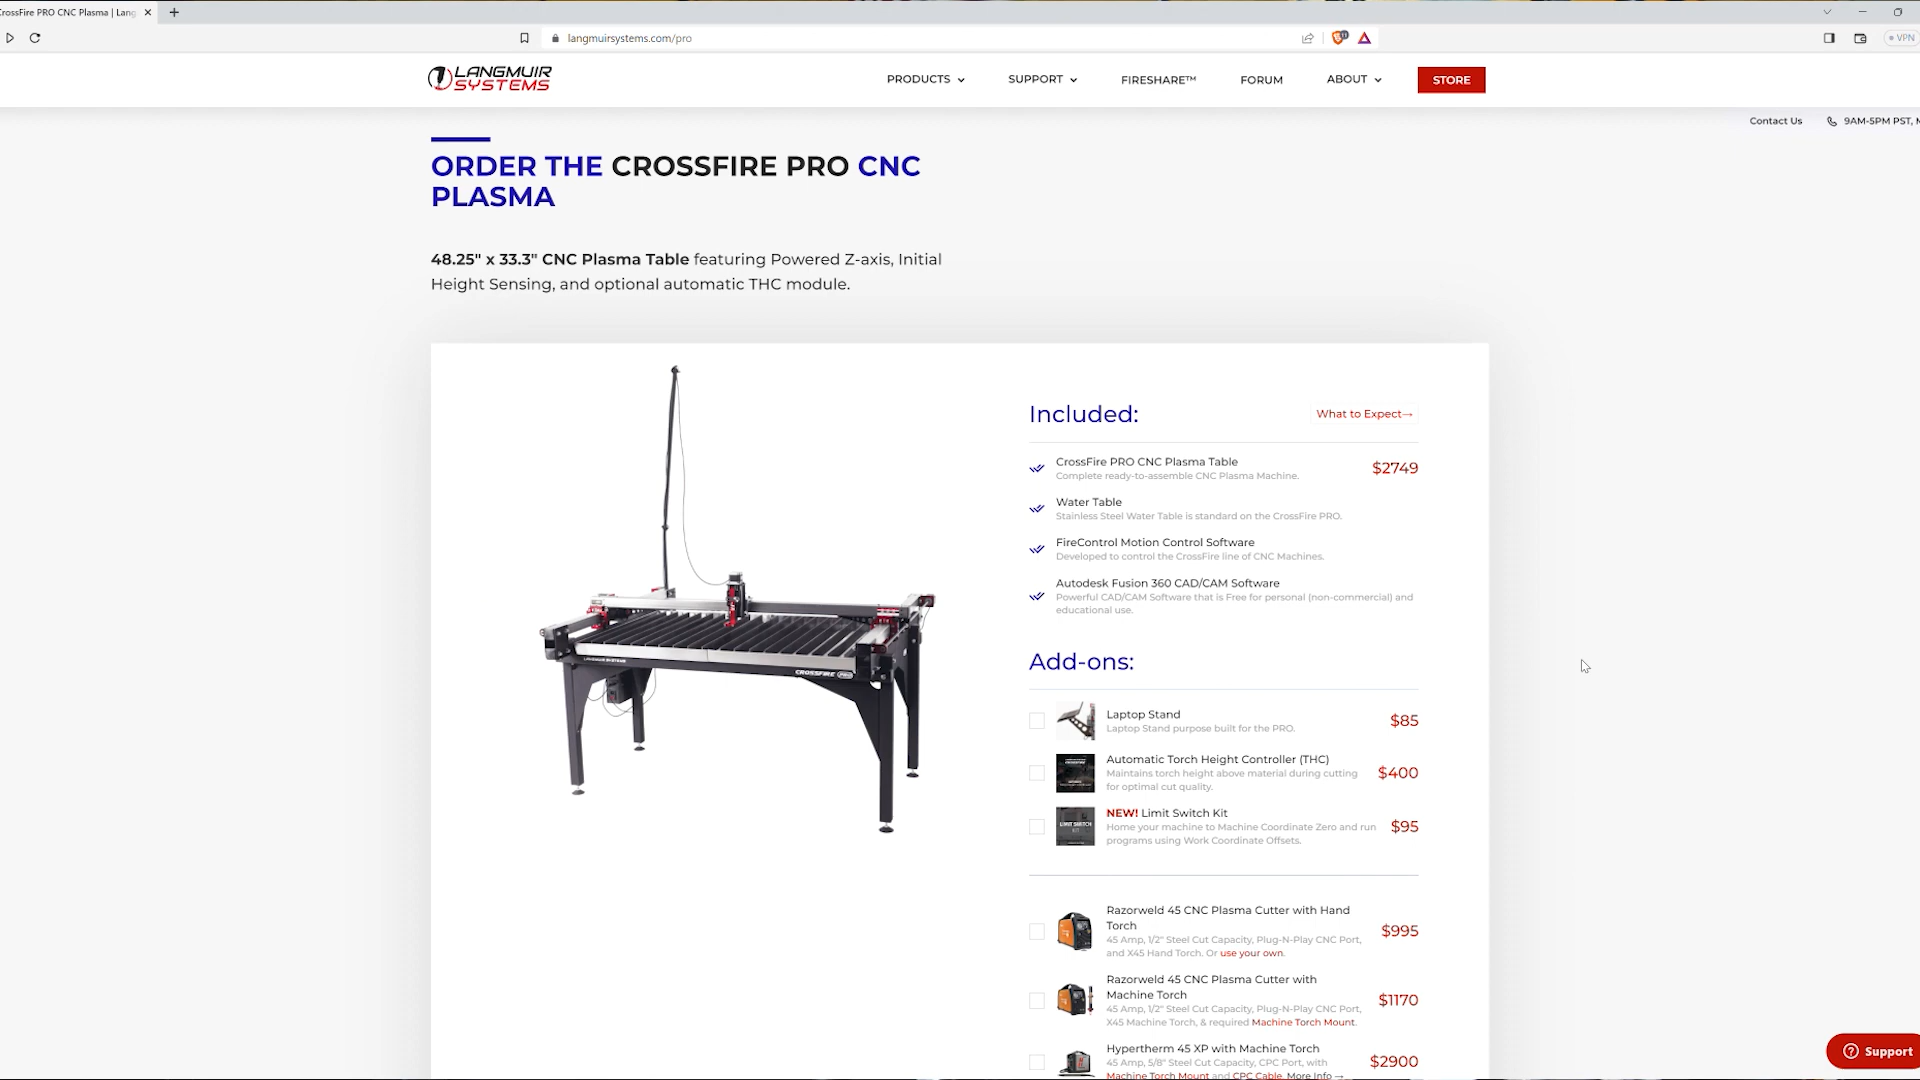 CrossFire PRO CNC Plasma | Lang
langmuirsystems.com/pro
VPN
LANGMUIR
SYSTEMS
PRODUCTS
SUPPORT
FIRESHARE™
FORUM
ABOUT
STORE
Contact Us
9AM-5PM PST, M
ORDER THE CROSSFIRE PRO CNC
PLASMA
48.25" x 33.3" CNC Plasma Table featuring Powered Z-axis, Initial
Height Sensing, and optional automatic THC module.
Included:
What to Expect→
CrossFire PRO CNC Plasma Table
Complete ready-to-assemble CNC Plasma Machine.
$2749
Water Table
Stainless Steel Water Table is standard on the CrossFire PRO.
FireControl Motion Control Software
Developed to control the CrossFire line of CNC Machines.
Autodesk Fusion 360 CAD/CAM Software
Powerful CAD/CAM Software that is Free for personal (non-commercial) and
educational use.
LANGMUIR SYSTEMS
CROSSFIRE PRO
Add-ons:
Laptop Stand
Laptop Stand purpose built for the PRO.
$85
Automatic Torch Height Controller (THC)
Maintains torch height above material during cutting
for optimal cut quality.
$400
LIMIT SWITCH
KIT
NEW! Limit Switch Kit
Home your machine to Machine Coordinate Zero and run
programs using Work Coordinate Offsets.
$95
Razorweld 45 CNC Plasma Cutter with Hand
Torch
45 Amp, 1/2" Steel Cut Capacity, Plug-N-Play CNC Port,
and X45 Hand Torch. Or use your own.
$995
Razorweld 45 CNC Plasma Cutter with
Machine Torch
45 Amp, 1/2" Steel Cut Capacity, Plug-N-Play CNC Port,
X45 Machine Torch, & required Machine Torch Mount.
$1170
Hypertherm 45 XP with Machine Torch
45 Amp, 5/8" Steel Cut Capacity, CPC Port, with
Machine Torch Mount and CPC Cable. More Info →
$2900
Support